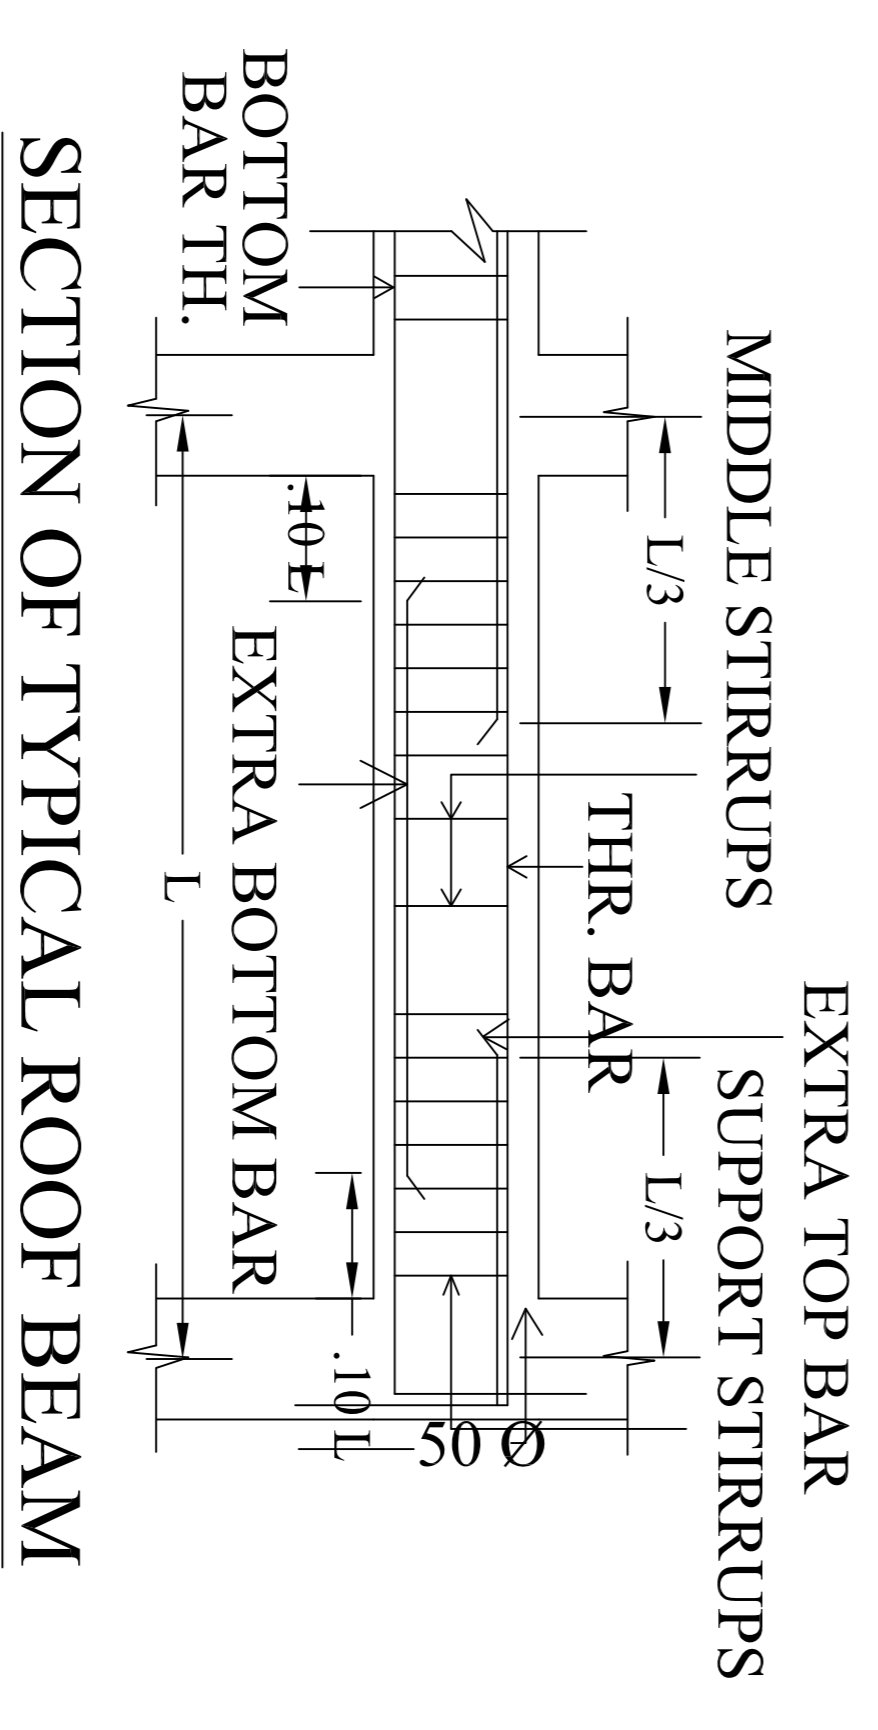 EXTRA TOP BAR
MIDDLE STIRRUPS
SUPPORT STIRRUPS
L/3
L/3
THR. BAR
50 Ø
BOTTOM
BAR TH.
.10 L
.10 L
EXTRA BOTTOM BAR
L
SECTION OF TYPICAL ROOF BEAM